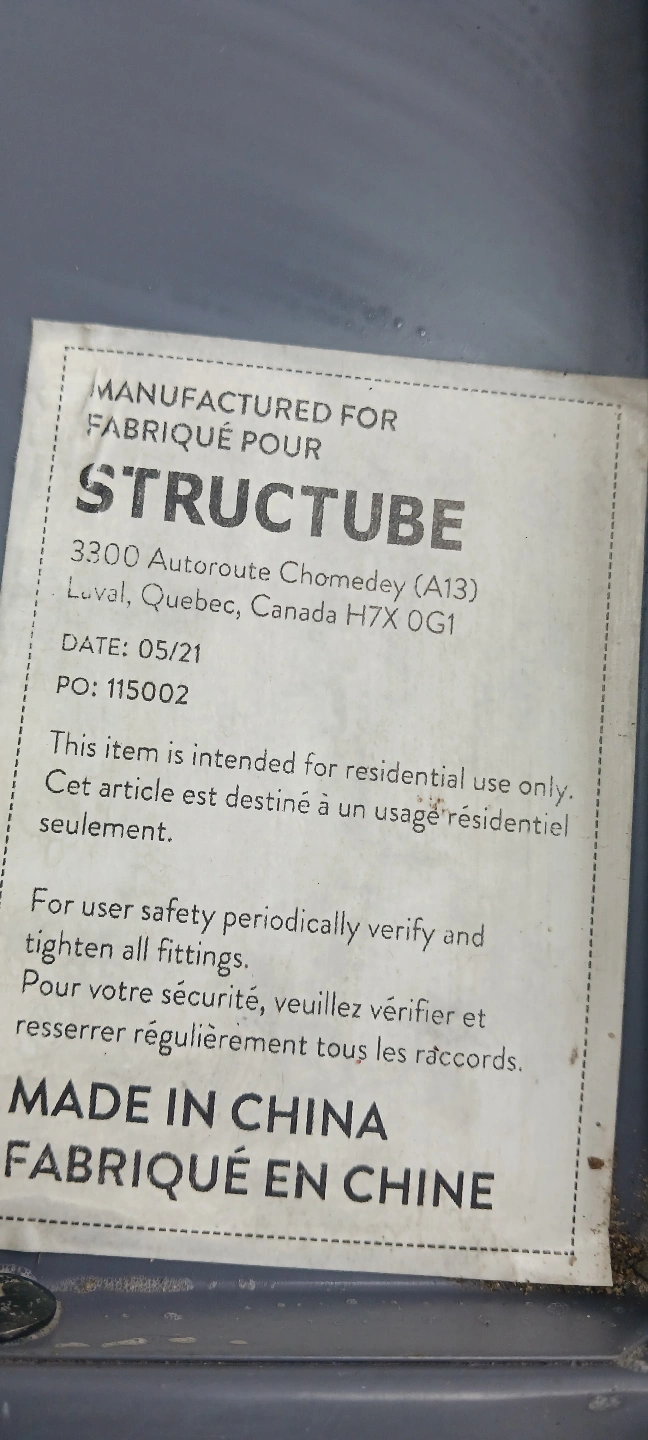 MANUFACTURED FOR
FABRIQUÉ POUR
STRUCTUBE
3300 Autoroute Chomedey (A13)
Laval, Quebec, Canada H7X 0G1
DATE: 05/21
PO: 115002
This item is intended for residential use only.
Cet article est destiné à un usage résidentiel
seulement.
For user safety periodically verify and
tighten all fittings.
Pour votre sécurité, veuillez vérifier et
resserrer régulièrement tous les raccords.
MADE IN CHINA
FABRIQUÉ EN CHINE